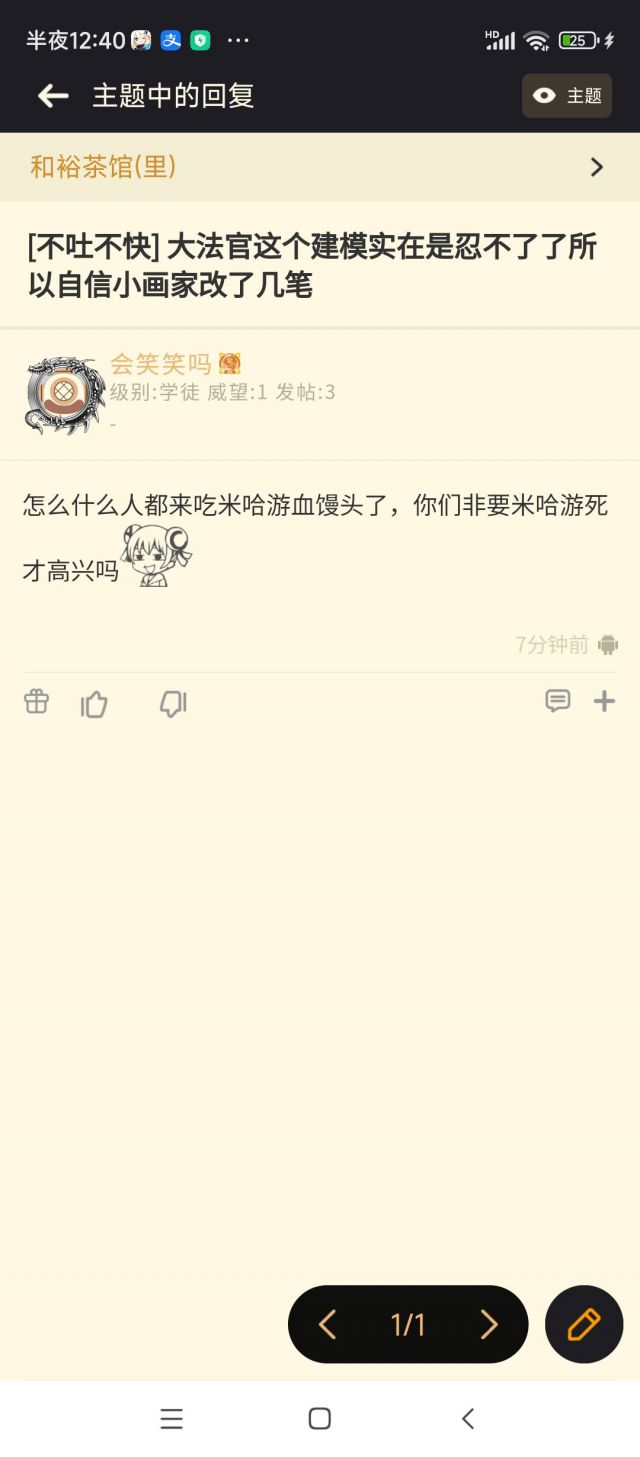 半夜12:40
HD
25
主题中的回复
主题
和裕茶馆(里)
[不吐不快] 大法官这个建模实在是忍不了了所
以自信小画家改了几笔
会笑笑吗
级别:学徒 威望:1 发帖:3
-
怎么什么人都来吃米哈游血馒头了，你们非要米哈游死
才高兴吗
7分钟前
1/1